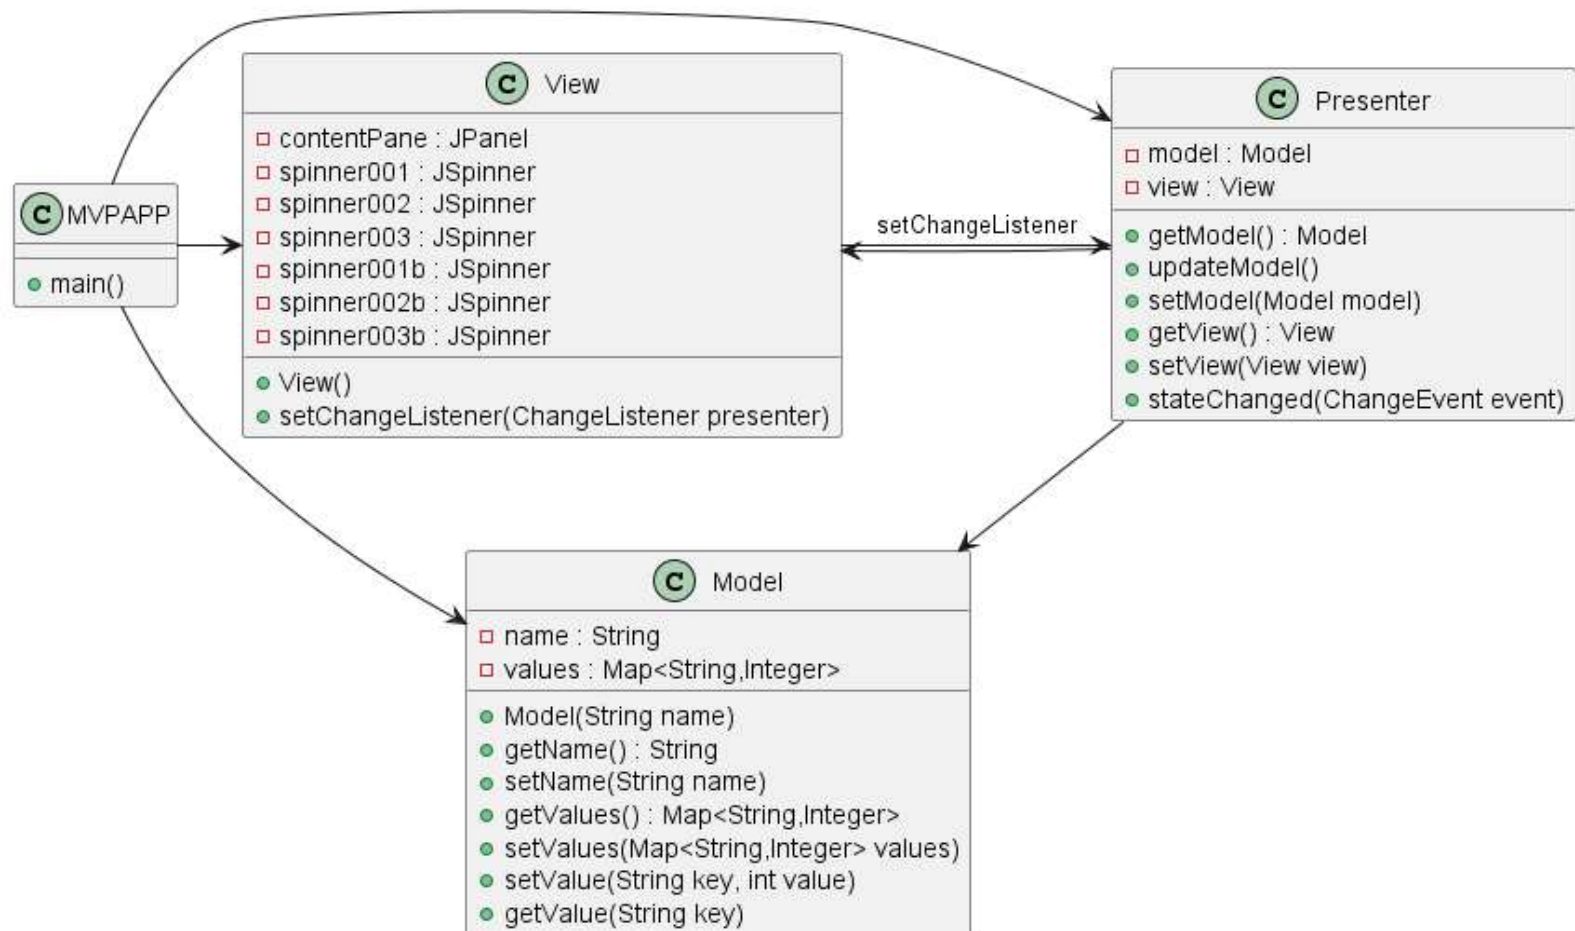 C View
contentPane : JPanel
spinner001 : JSpinner
spinner002 : JSpinner
spinner003 : JSpinner
spinner001b : JSpinner
spinner002b : JSpinner
spinner003b : JSpinner
View()
setChangeListener(ChangeListener presenter)
C Presenter
model : Model
view : View
getModel() : Model
updateModel()
setModel(Model model)
getView() : View
setView(View view)
stateChanged(ChangeEvent event)
C MVPAPP
main()
setChangeListener
C Model
name : String
values : Map<String,Integer>
Model(String name)
getName() : String
setName(String name)
getValues() : Map<String,Integer>
setValues(Map<String,Integer> values)
setValue(String key, int value)
getValue(String key)